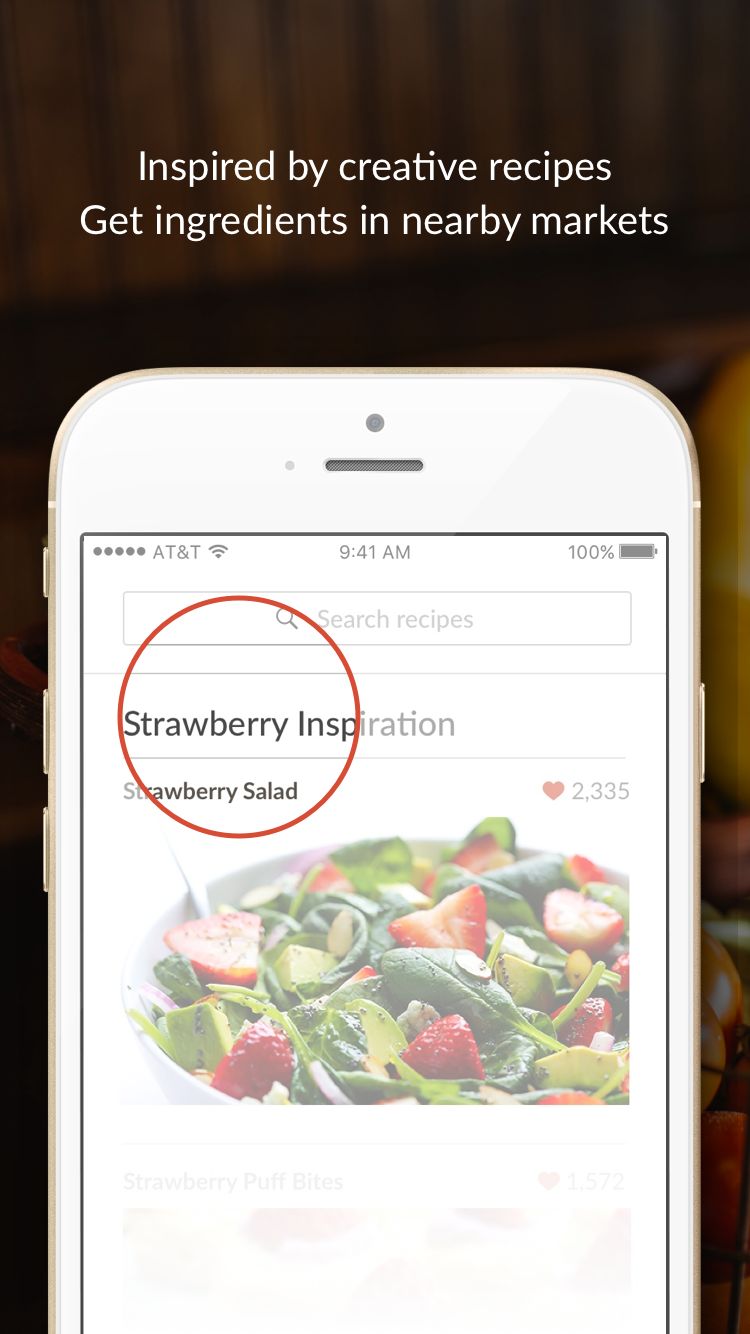 Inspired by creative recipes
Get ingredients in nearby markets
AT&T 9:41 AM 100%
Search recipes
Strawberry Inspiration
Strawberry Salad 2,335
Strawberry Puff Bites 1,572